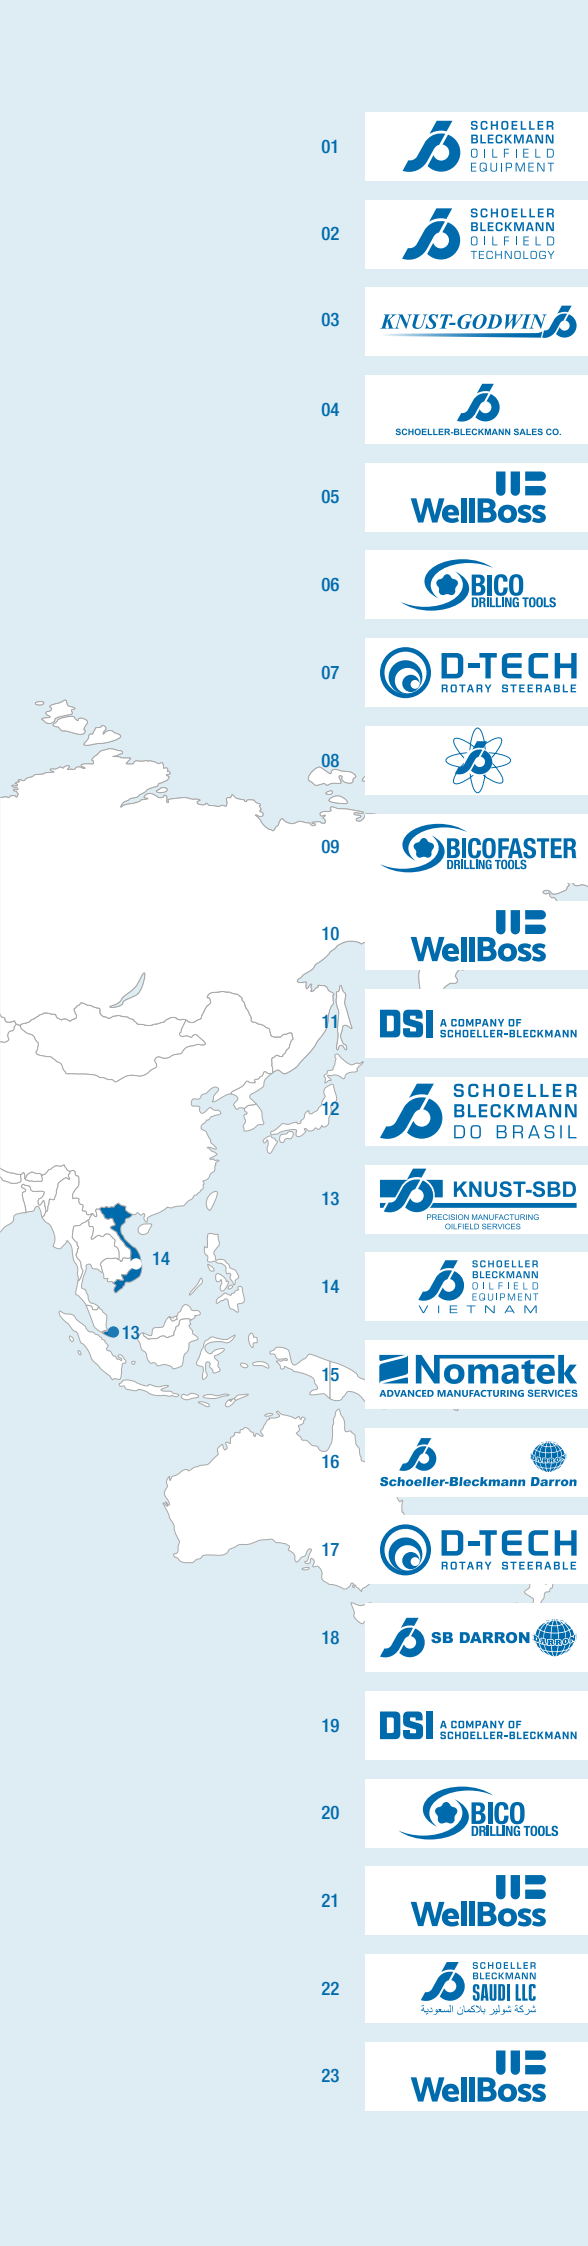 01
SCHOELLER
BLECKMANN
OILFIELD
EQUIPMENT
02
SCHOELLER
BLECKMANN
OILFIELD
TECHNOLOGY
03
KNUST-GODWIN
04
SCHOELLER-BLECKMANN SALES CO.
05
WellBoss
06
BICO
DRILLING TOOLS
07
D-TECH
ROTARY STEERABLE
08
09
BICOFASTER
DRILLING TOOLS
10
WellBoss
11
DSI A COMPANY OF
SCHOELLER-BLECKMANN
12
SCHOELLER
BLECKMANN
DO BRASIL
13
KNUST-SBD
PRECISION MANUFACTURING
OILFIELD SERVICES
14
14
SCHOELLER
BLECKMANN
OILFIELD
EQUIPMENT
VIETNAM
13
15
Nomatek
ADVANCED MANUFACTURING SERVICES
16
DARRON
Schoeller-Bleckmann Darron
17
D-TECH
ROTARY STEERABLE
18
SB DARRON
DARRON
19
DSI A COMPANY OF
SCHOELLER-BLECKMANN
20
BICO
DRILLING TOOLS
21
WellBoss
22
SCHOELLER
BLECKMANN
SAUDI LLC
شركة شولير بلاكمان السعودية
23
WellBoss